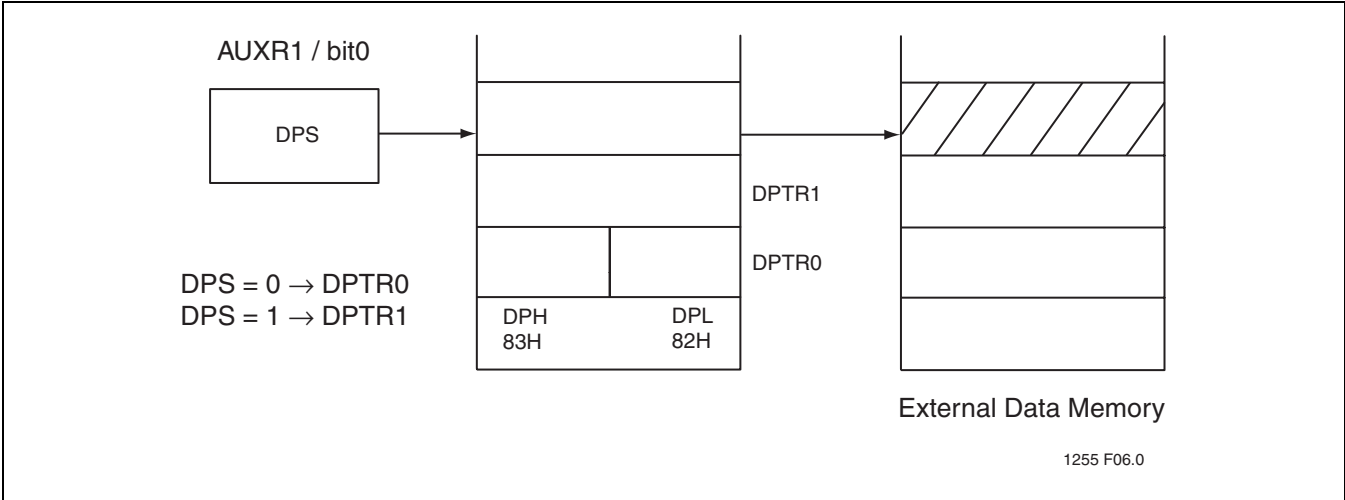 AUXR1 / bit0
DPS
DPTR1
DPTR0
DPS = 0 → DPTR0
DPS = 1 → DPTR1
DPH
83H
DPL
82H
External Data Memory
1255 F06.0